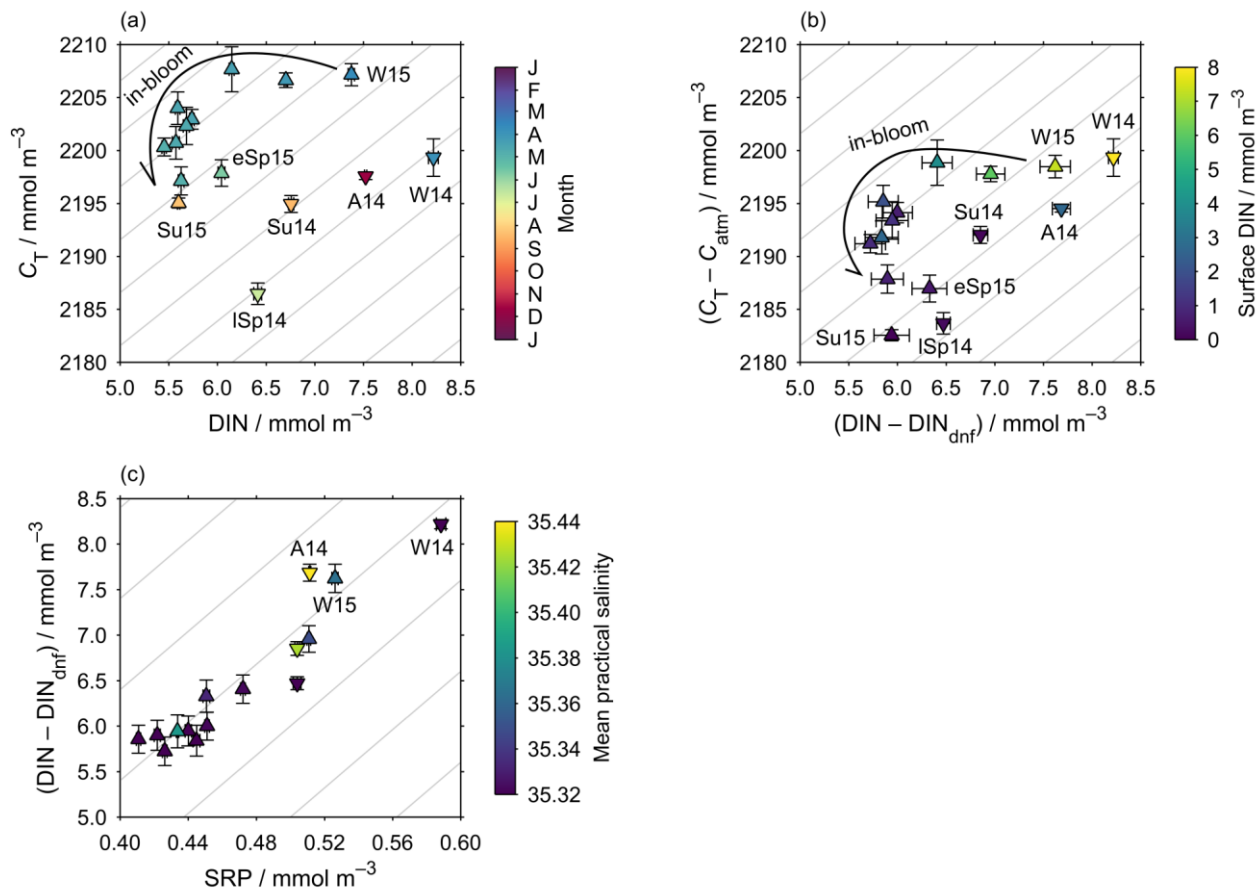 (a)
2210
2205
2200
2195
2190
2185
2180
C_T / mmol m⁻³
in-bloom
W15
eSp15
Su15
Su14
A14
W14
lSp14
5.0 5.5 6.0 6.5 7.0 7.5 8.0 8.5
DIN / mmol m⁻³
J
F
M
A
M
J
J
A
S
O
N
D
J
Month
(b)
2210
2205
2200
2195
2190
2185
2180
(C_T – C_atm) / mmol m⁻³
in-bloom
W15
W14
Su14
A14
eSp15
Su15
lSp14
5.0 5.5 6.0 6.5 7.0 7.5 8.0 8.5
(DIN – DIN_dnf) / mmol m⁻³
8
7
6
5
4
3
2
1
0
Surface DIN / mmol m⁻³
(c)
8.5
8.0
7.5
7.0
6.5
6.0
5.5
5.0
(DIN – DIN_dnf) / mmol m⁻³
A14
W14
W15
0.40 0.44 0.48 0.52 0.56 0.60
SRP / mmol m⁻³
35.44
35.42
35.40
35.38
35.36
35.34
35.32
Mean practical salinity